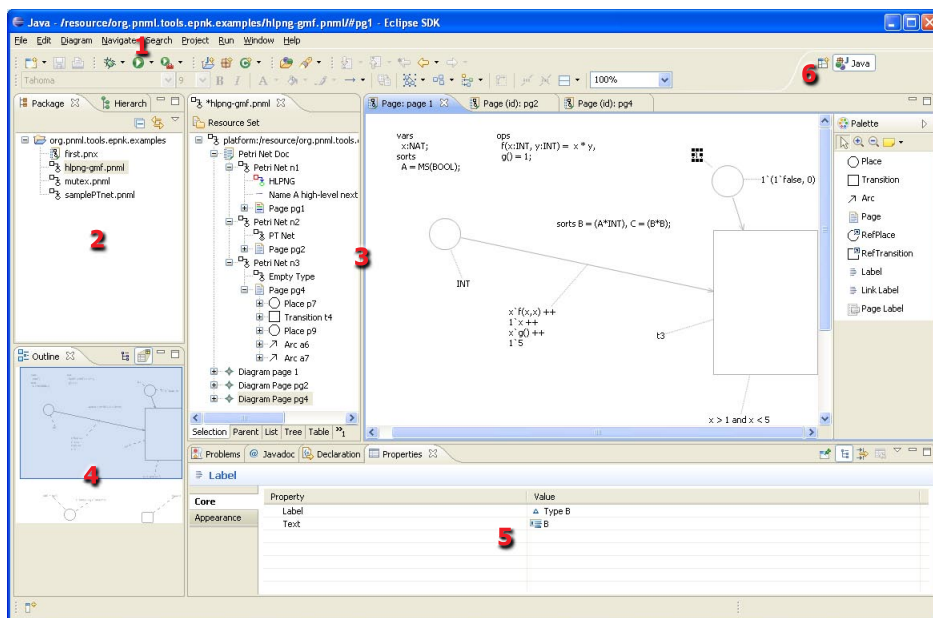 Java - /resource/org.pnml.tools.epnk.examples/hlpng-gmf.pnml/#pg1 - Eclipse SDK
File Edit Diagram Navigate Search Project Run Window Help
1
Tahoma 9 B I A 100%
6 Java
Package Hierarch
org.pnml.tools.epnk.examples
first.pnx
hlpng-gmf.pnml
mutex.pnml
samplePTnet.pnml
2
*hlpng-gmf.pnml
Resource Set
platform:/resource/org.pnml.tools.
Petri Net Doc
Petri Net n1
HLPNG
Name A high-level next
Page pg1
Petri Net n2
PT Net
Page pg2
Petri Net n3
Empty Type
Page pg4
Place p7
Transition t4
Place p9
Arc a6
Arc a7
Diagram page 1
Diagram Page pg2
Diagram Page pg4
Selection Parent List Tree Table »1
3
Page: page 1 Page (id): pg2 Page (id): pg4
vars
x:NAT;
sorts
A = MS(BOOL);
ops
f(x:INT, y:INT) = x * y,
g() = 1;
1`(1`false, 0)
sorts B = (A*INT), C = (B*B);
INT
x`f(x,x) ++
1`x ++
x`g() ++
1`5
t3
x > 1 and x < 5
Palette
Place
Transition
Arc
Page
RefPlace
RefTransition
Label
Link Label
Page Label
Outline
4
Problems @ Javadoc Declaration Properties
Label
Core
Appearance
Property Value
Label Type B
Text B
5